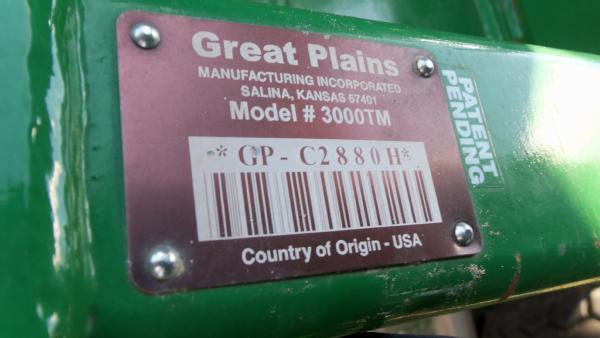 Great Plains
MANUFACTURING INCORPORATED
SALINA, KANSAS 67401
Model # 3000TM
*GP-C2880H*
Country of Origin - USA
PATENT
PENDING